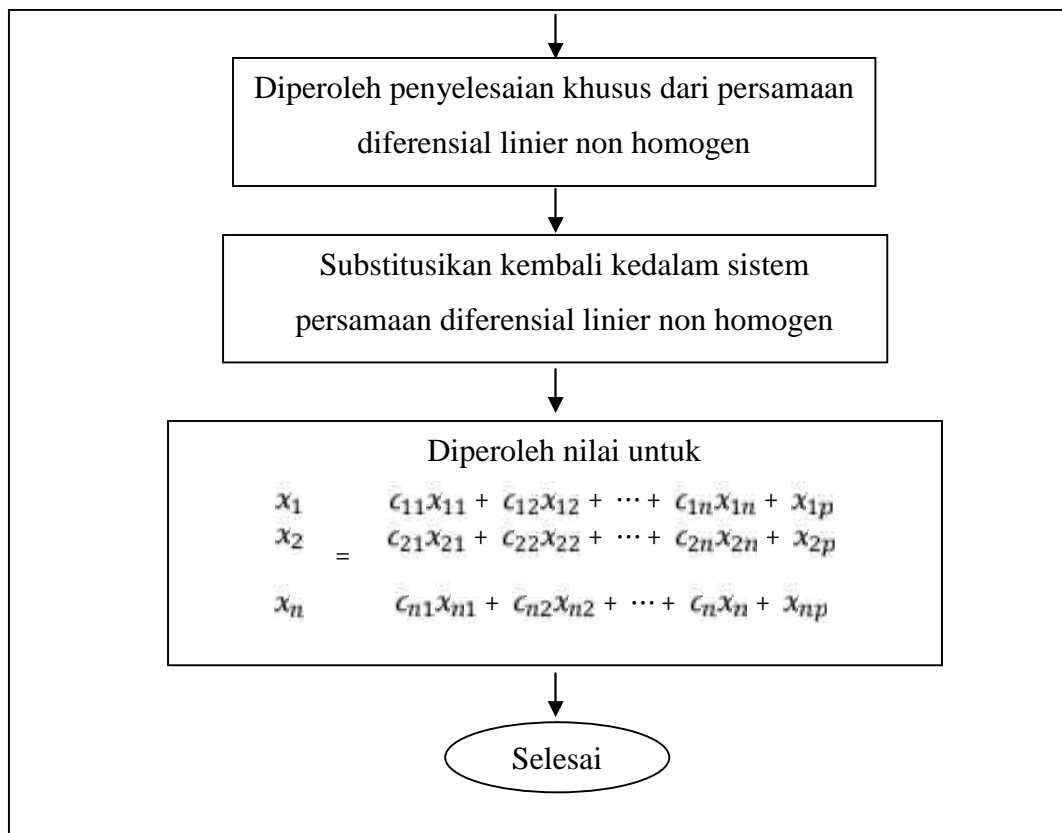 Diperoleh penyelesaian khusus dari persamaan
diferensial linier non homogen
Substitusikan kembali kedalam sistem
persamaan diferensial linier non homogen
Diperoleh nilai untuk
x₁ c₁₁x₁₁ + c₁₂x₁₂ + ⋯ + c₁ₙx₁ₙ + x₁ₚ
x₂ = c₂₁x₂₁ + c₂₂x₂₂ + ⋯ + c₂ₙx₂ₙ + x₂ₚ
xₙ cₙ₁xₙ₁ + cₙ₂xₙ₂ + ⋯ + cₙxₙ + xₙₚ
Selesai